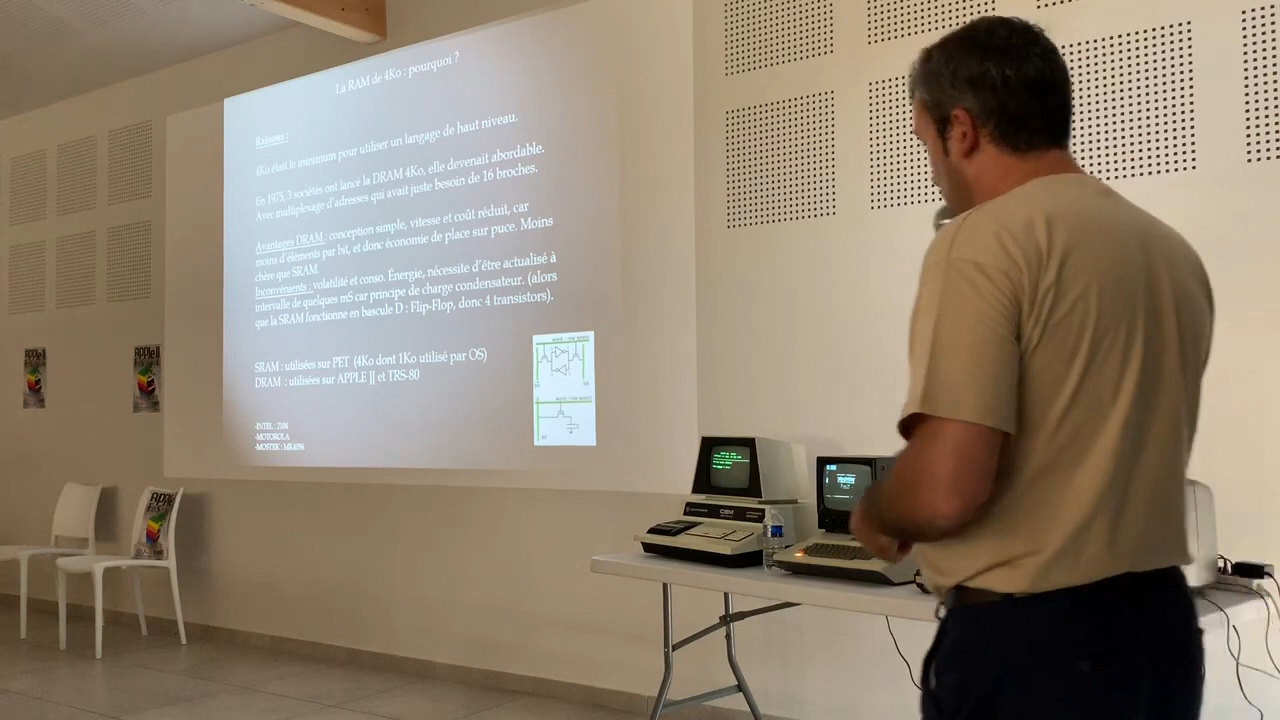 La RAM de 4Ko : pourquoi ?
Raisons :
4Ko était le minimum pour utiliser un langage de haut niveau.
En 1975, 3 sociétés ont lancé la DRAM 4Ko, elle devenait abordable.
Avec multiplexage d'adresses qui avait juste besoin de 16 broches.
Avantages DRAM : conception simple, vitesse et coût réduit, car
moins d'éléments par bit, et donc économie de place sur puce. Moins
chère que SRAM.
Inconvénients : volatilité et conso. Énergie, nécessite d'être actualisé à
intervalle de quelques mS car principe de charge condensateur. (alors
que la SRAM fonctionne en bascule D : Flip-Flop, donc 4 transistors).
SRAM : utilisées sur PET (4Ko dont 1Ko utilisé par OS)
DRAM : utilisées sur APPLE ][ et TRS-80
-INTEL : 2104
-MOTOROLA
-MOSTEK : MK4096
APPle II
APPle II
APPle
CBM